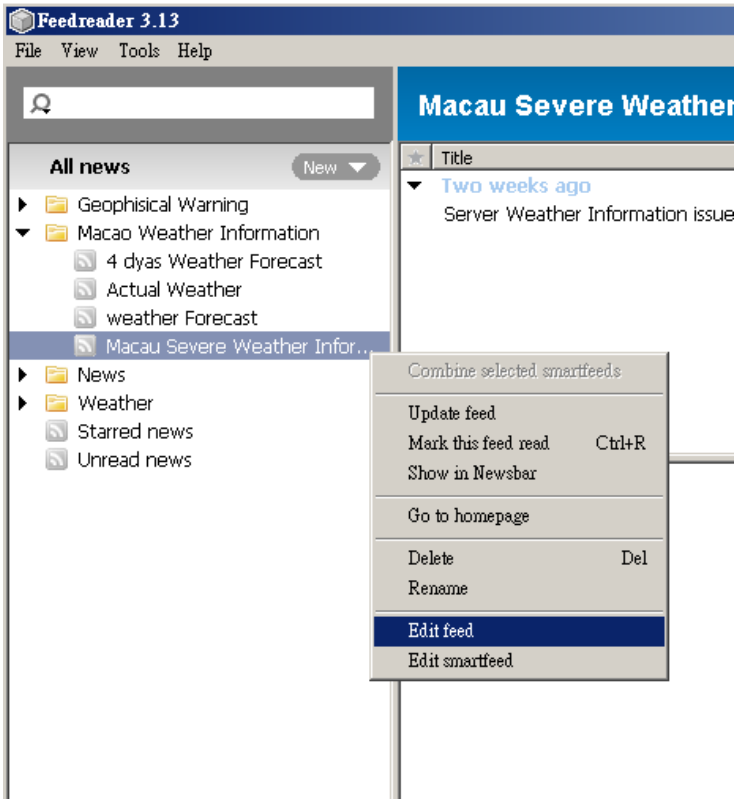 Feedreader 3.13
File View Tools Help
Macau Severe Weather
All news
New
Title
Geophisical Warning
Two weeks ago
Macao Weather Information
Server Weather Information issue
4 dyas Weather Forecast
Actual Weather
weather Forecast
Macau Severe Weather Infor...
News
Weather
Starred news
Unread news
Combine selected smartfeeds
Update feed
Mark this feed read Ctrl+R
Show in Newsbar
Go to homepage
Delete Del
Rename
Edit feed
Edit smartfeed